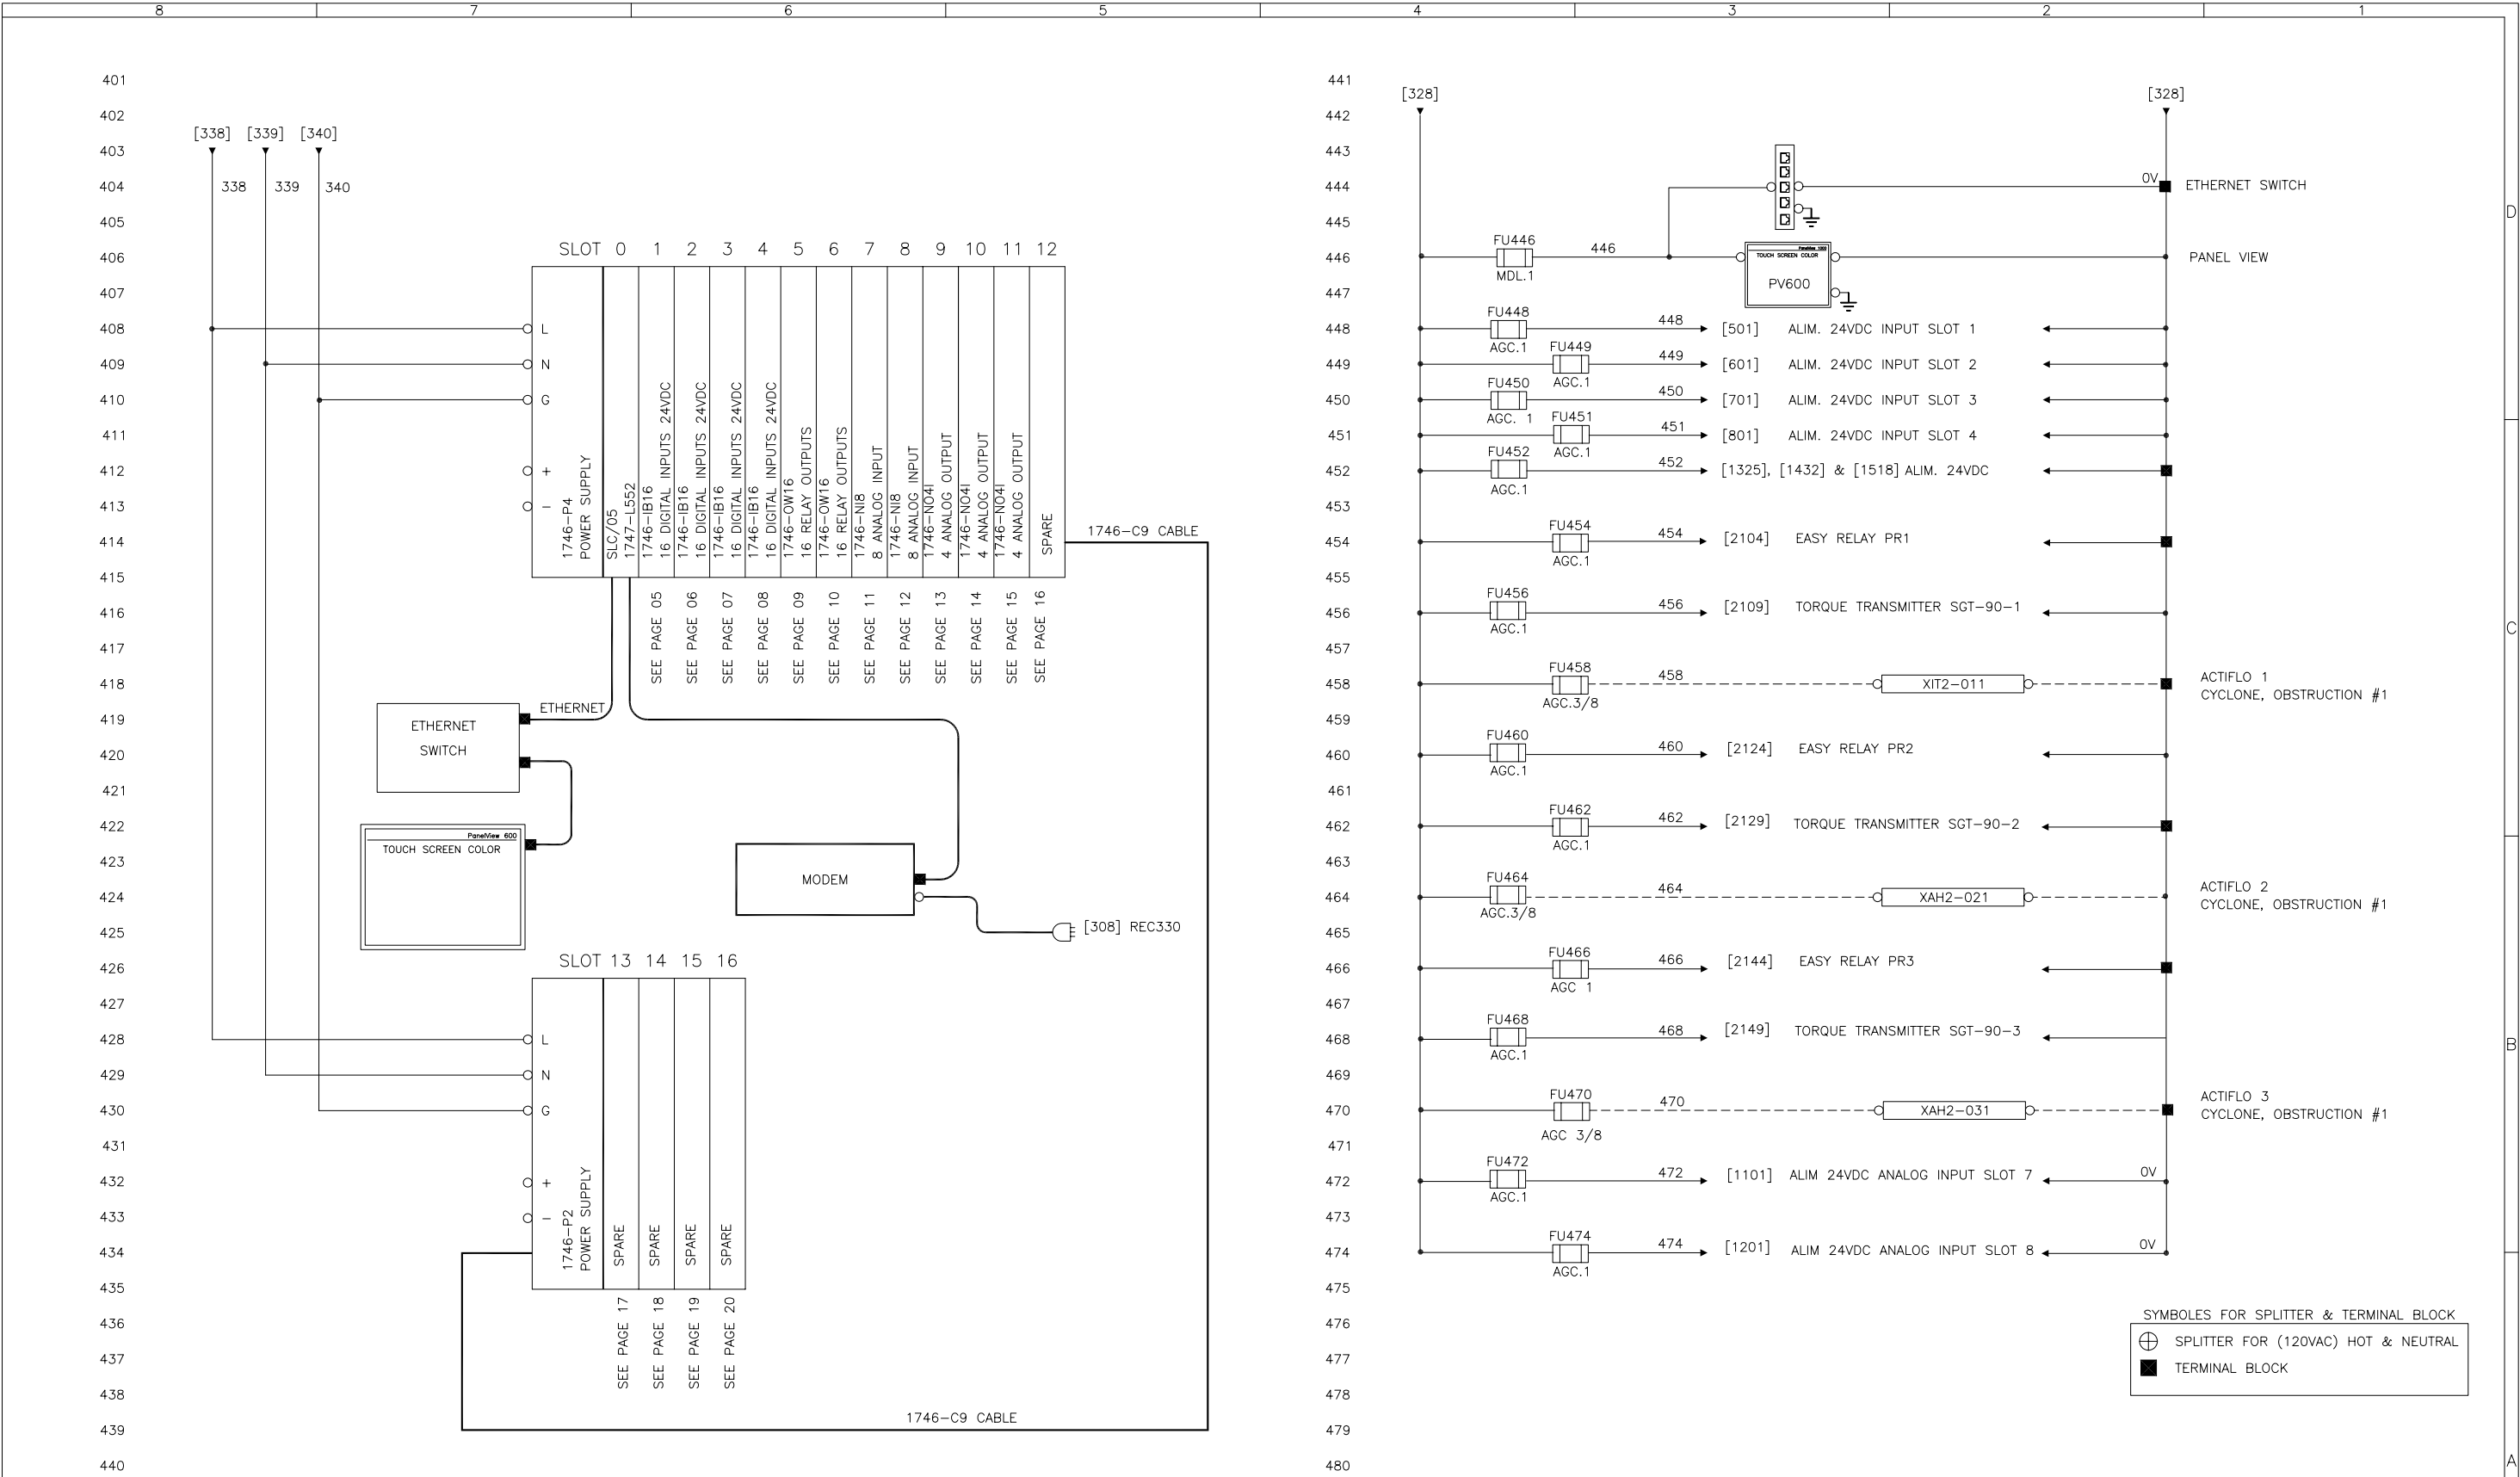 8 7 6 5 4 3 2 1
401
402
403
404
405
406
407
408
409
410
411
412
413
414
415
416
417
418
419
420
421
422
423
424
425
426
427
428
429
430
431
432
433
434
435
436
437
438
439
440
[338] [339] [340]
338 339 340
SLOT 0 1 2 3 4 5 6 7 8 9 10 11 12
L
N
G
+
−
1746-P4
POWER SUPPLY
SLC/05
1747-L552
1746-IB16
16 DIGITAL INPUTS 24VDC
1746-IB16
16 DIGITAL INPUTS 24VDC
1746-IB16
16 DIGITAL INPUTS 24VDC
1746-IB16
16 DIGITAL INPUTS 24VDC
1746-OW16
16 RELAY OUTPUTS
1746-OW16
16 RELAY OUTPUTS
1746-NI8
8 ANALOG INPUT
1746-NI8
8 ANALOG INPUT
1746-NO4I
4 ANALOG OUTPUT
1746-NO4I
4 ANALOG OUTPUT
1746-NO4I
4 ANALOG OUTPUT
SPARE
1746-C9 CABLE
SEE PAGE 05
SEE PAGE 06
SEE PAGE 07
SEE PAGE 08
SEE PAGE 09
SEE PAGE 10
SEE PAGE 11
SEE PAGE 12
SEE PAGE 13
SEE PAGE 14
SEE PAGE 15
SEE PAGE 16
ETHERNET
ETHERNET
SWITCH
PanelView 600
TOUCH SCREEN COLOR
MODEM
[308] REC330
SLOT 13 14 15 16
L
N
G
+
−
1746-P2
POWER SUPPLY
SPARE
SPARE
SPARE
SPARE
SEE PAGE 17
SEE PAGE 18
SEE PAGE 19
SEE PAGE 20
1746-C9 CABLE
441
442
443
444
445
446
447
448
449
450
451
452
453
454
455
456
457
458
459
460
461
462
463
464
465
466
467
468
469
470
471
472
473
474
475
476
477
478
479
480
[328] [328]
0V ETHERNET SWITCH
FU446
446
MDL.1
PanelView 1000
TOUCH SCREEN COLOR
PV600
PANEL VIEW
FU448
448 [501] ALIM. 24VDC INPUT SLOT 1
AGC.1
FU449
449 [601] ALIM. 24VDC INPUT SLOT 2
AGC.1
FU450
450 [701] ALIM. 24VDC INPUT SLOT 3
AGC. 1
FU451
451 [801] ALIM. 24VDC INPUT SLOT 4
AGC.1
FU452
452 [1325], [1432] & [1518] ALIM. 24VDC
AGC.1
FU454
454 [2104] EASY RELAY PR1
AGC.1
FU456
456 [2109] TORQUE TRANSMITTER SGT-90-1
AGC.1
FU458
458 XIT2-011
AGC.3/8
ACTIFLO 1
CYCLONE, OBSTRUCTION #1
FU460
460 [2124] EASY RELAY PR2
AGC.1
FU462
462 [2129] TORQUE TRANSMITTER SGT-90-2
AGC.1
FU464
464 XAH2-021
AGC.3/8
ACTIFLO 2
CYCLONE, OBSTRUCTION #1
FU466
466 [2144] EASY RELAY PR3
AGC 1
FU468
468 [2149] TORQUE TRANSMITTER SGT-90-3
AGC.1
FU470
470 XAH2-031
AGC 3/8
ACTIFLO 3
CYCLONE, OBSTRUCTION #1
FU472
472 [1101] ALIM 24VDC ANALOG INPUT SLOT 7 0V
AGC.1
FU474
474 [1201] ALIM 24VDC ANALOG INPUT SLOT 8 0V
AGC.1
SYMBOLES FOR SPLITTER & TERMINAL BLOCK
SPLITTER FOR (120VAC) HOT & NEUTRAL
TERMINAL BLOCK
D
C
B
A